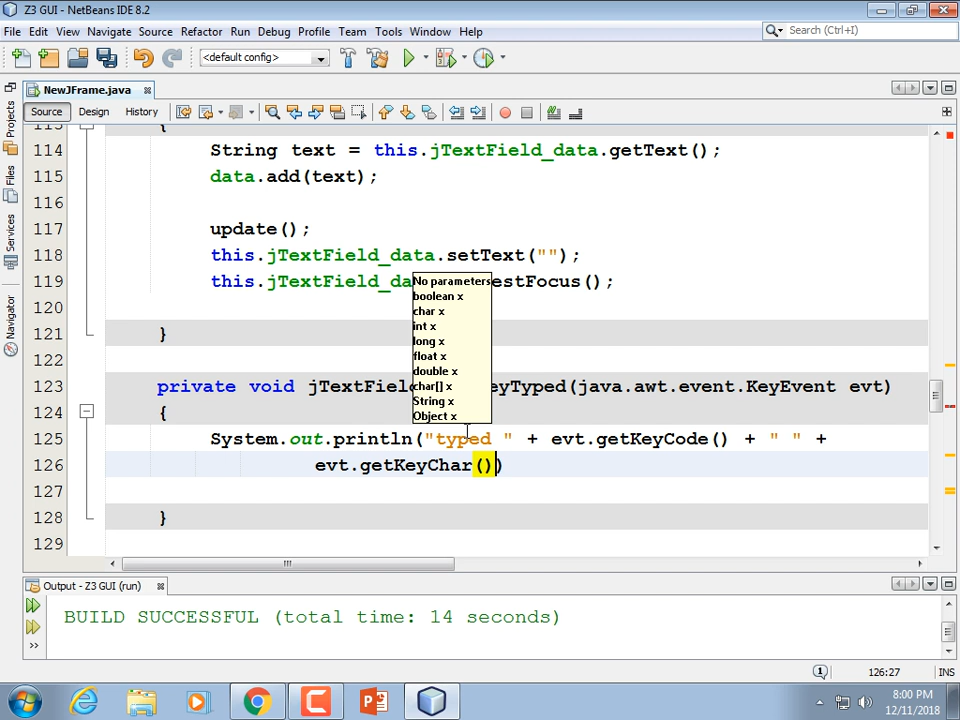 Z3 GUI - NetBeans IDE 8.2
File Edit View Navigate Source Refactor Run Debug Profile Team Tools Window Help
Search (Ctrl+I)
<default config>
NewJFrame.java
Source Design History
Projects
Files
Services
Navigator
113 {
114 String text = this.jTextField_data.getText();
115 data.add(text);
116
117 update();
118 this.jTextField_data.setText("");
119 this.jTextField_da estFocus();
120
121 }
122
123 private void jTextField eyTyped(java.awt.event.KeyEvent evt)
124 {
125 System.out.println("typed " + evt.getKeyCode() + " " +
126 evt.getKeyChar())
127
128 }
129
No parameters
boolean x
char x
int x
long x
float x
double x
char[] x
String x
Object x
Output - Z3 GUI (run)
BUILD SUCCESSFUL (total time: 14 seconds)
>>
1
126:27 INS
8:00 PM
12/11/2018